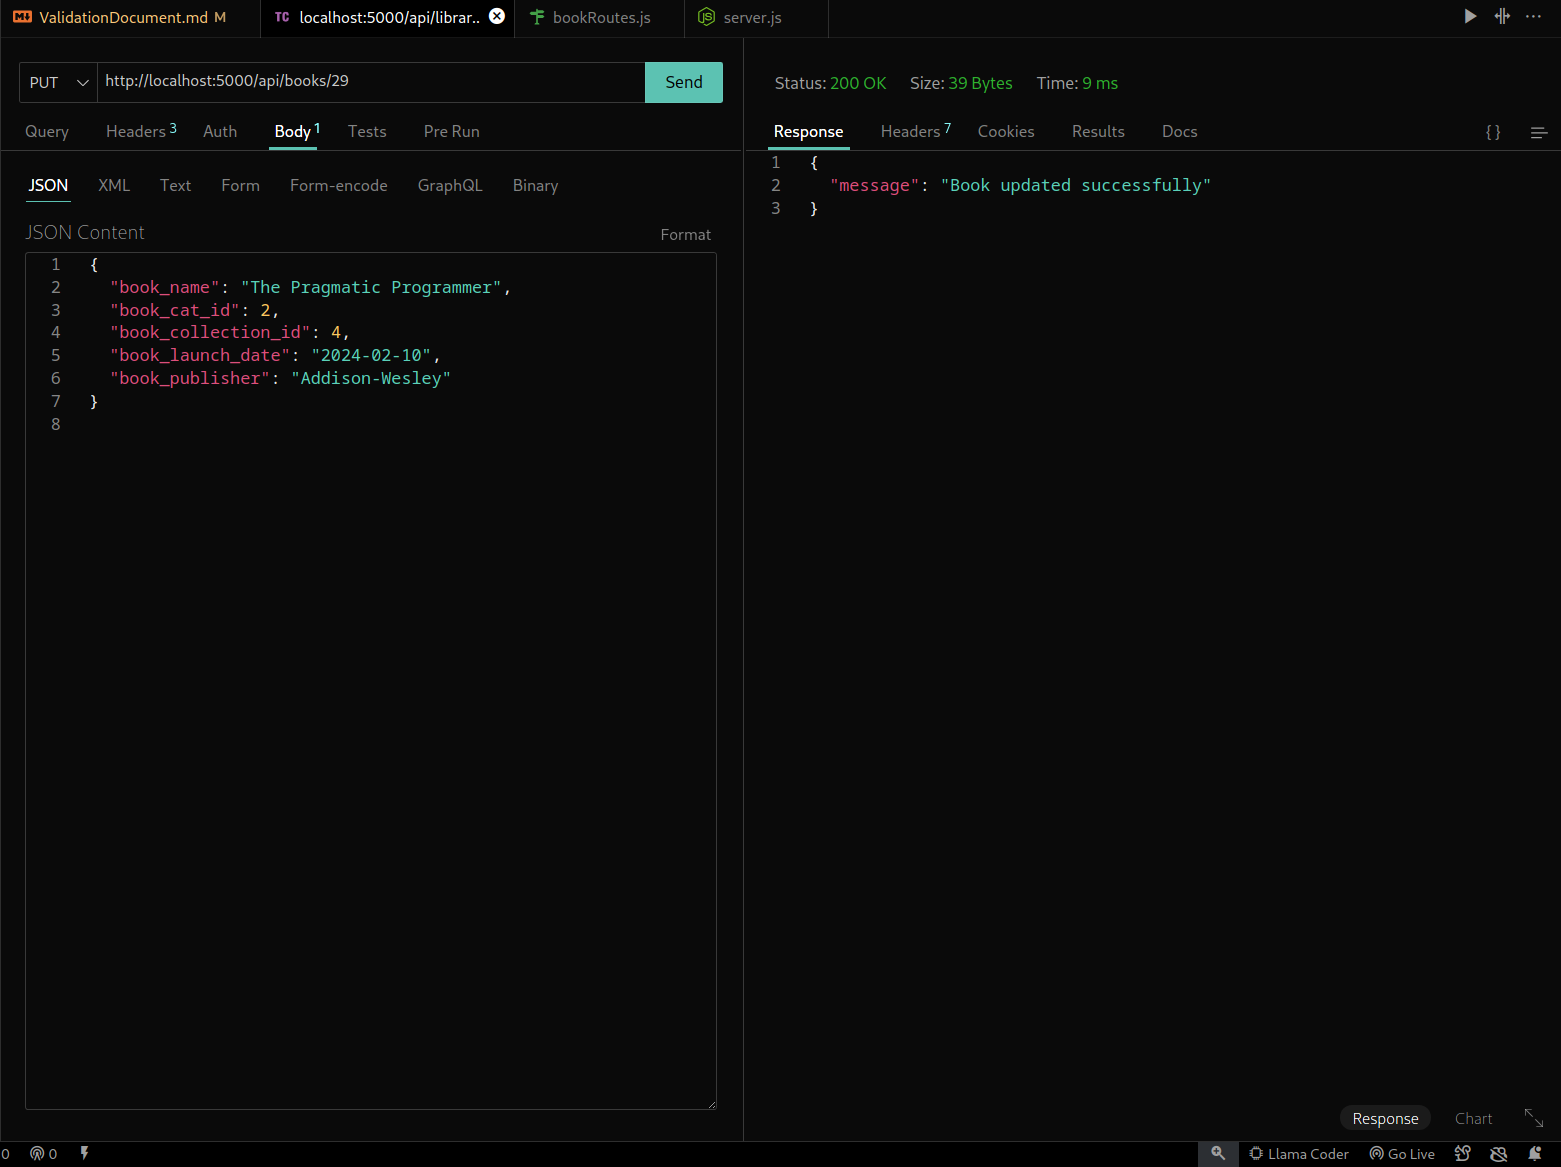 ValidationDocument.md M
TC localhost:5000/api/librar..
bookRoutes.js
JS server.js
PUT http://localhost:5000/api/books/29 Send
Query Headers 3 Auth Body 1 Tests Pre Run
JSON XML Text Form Form-encode GraphQL Binary
JSON Content Format
1 {
2 "book_name": "The Pragmatic Programmer",
3 "book_cat_id": 2,
4 "book_collection_id": 4,
5 "book_launch_date": "2024-02-10",
6 "book_publisher": "Addison-Wesley"
7 }
8
Status: 200 OK Size: 39 Bytes Time: 9 ms
Response Headers 7 Cookies Results Docs {}
1 {
2 "message": "Book updated successfully"
3 }
Response Chart
0 0 Llama Coder Go Live